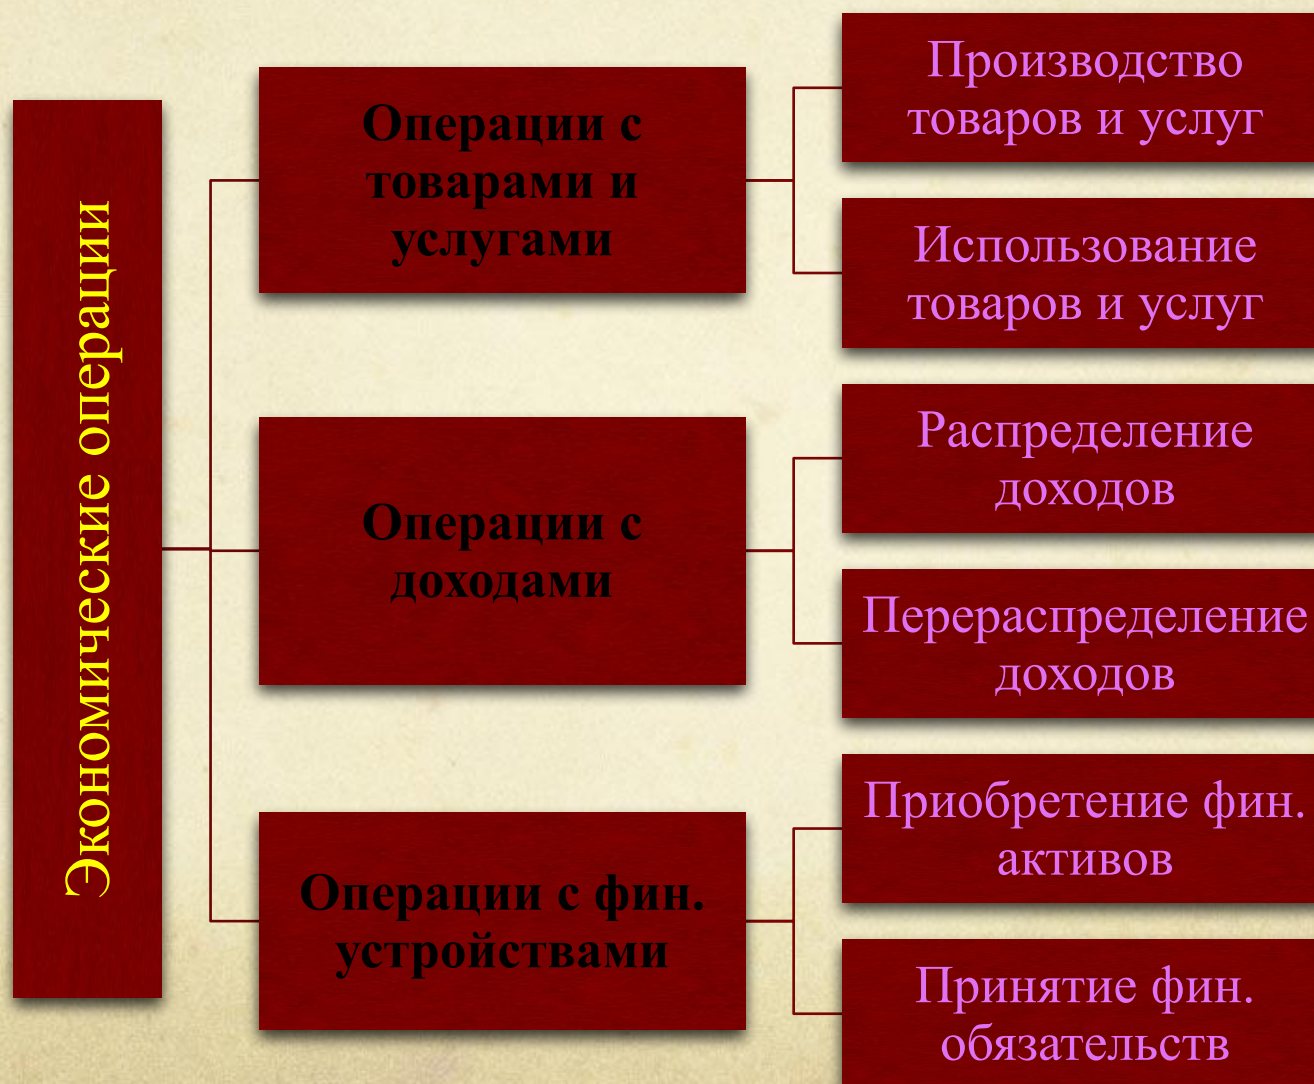 Экономические операции
Операции с
товарами и
услугами
Производство
товаров и услуг
Использование
товаров и услуг
Операции с
доходами
Распределение
доходов
Перераспределение
доходов
Операции с фин.
устройствами
Приобретение фин.
активов
Принятие фин.
обязательств